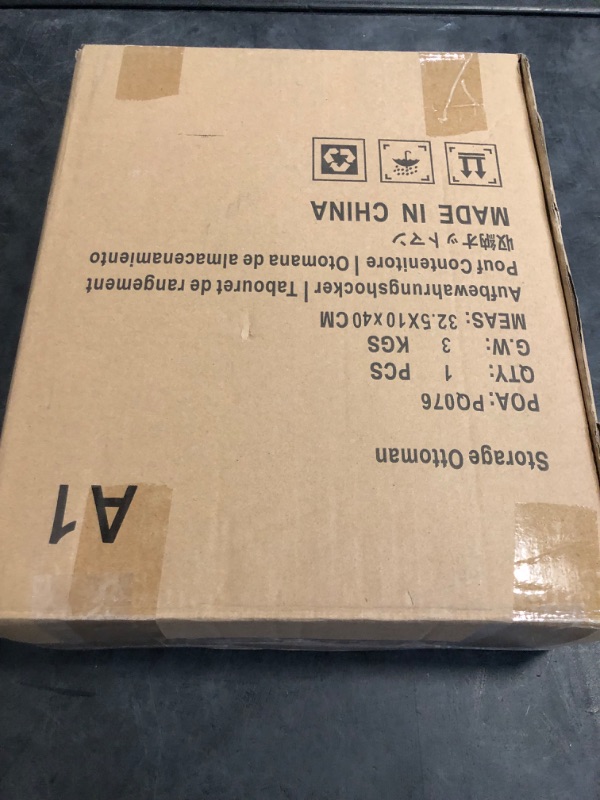 A1
Storage Ottoman
POA: PQ076
QTY: 1 PCS
G.W: 3 KGS
MEAS: 32.5X10X40CM
Aufbewahrungshocker | Tabouret de rangement
Pouf Contenitore | Otomana de almacenamiento
収納オットマン
MADE IN CHINA
A